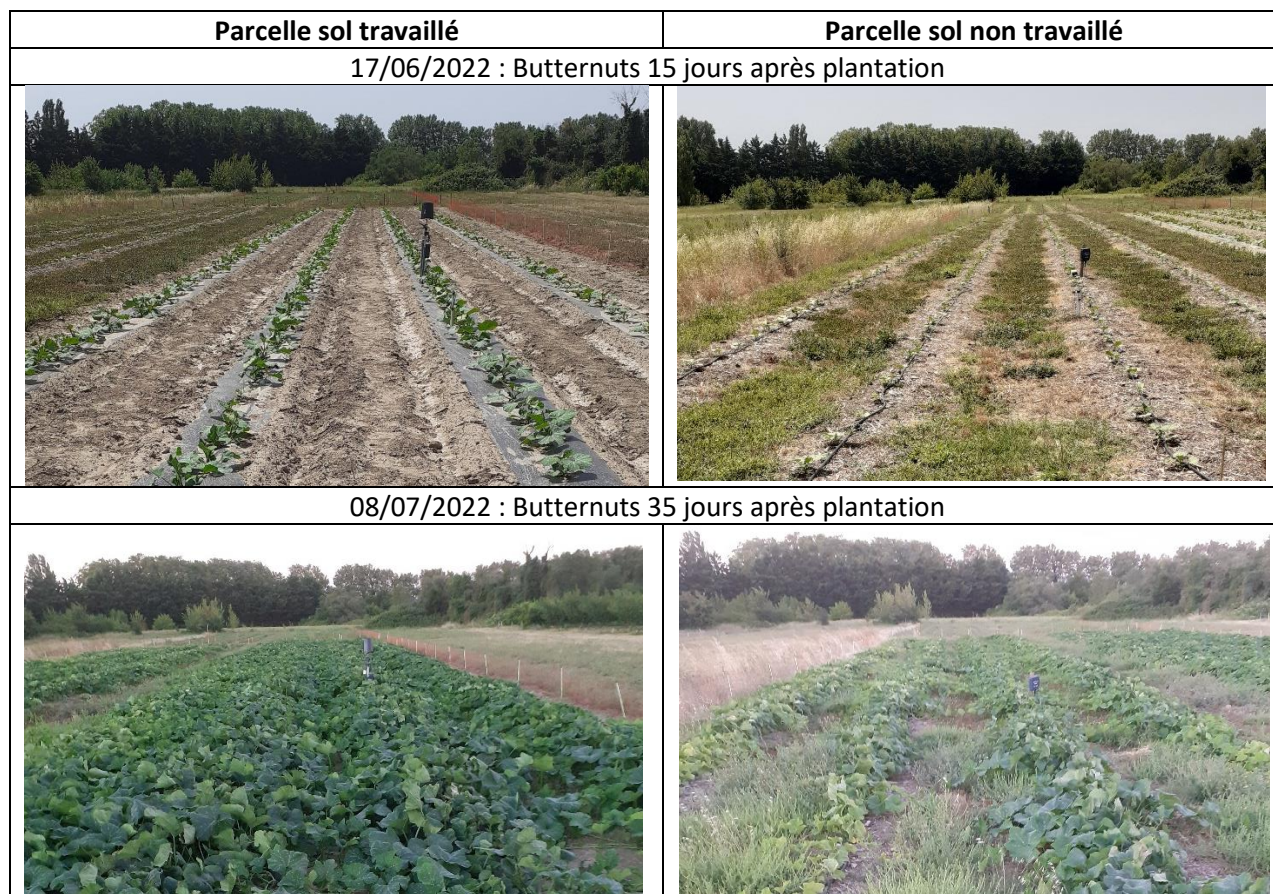 Parcelle sol travaillé
Parcelle sol non travaillé
17/06/2022 : Butternuts 15 jours après plantation
08/07/2022 : Butternuts 35 jours après plantation